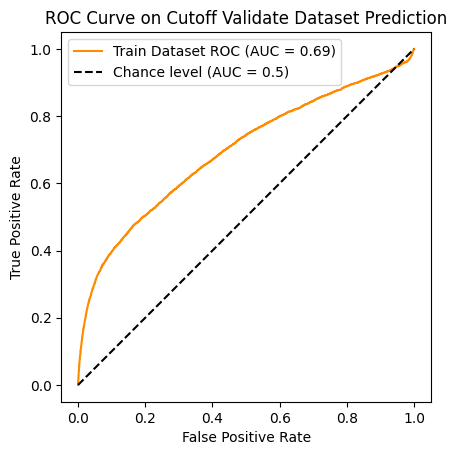 ROC Curve on Cutoff Validate Dataset Prediction
Train Dataset ROC (AUC = 0.69)
Chance level (AUC = 0.5)
True Positive Rate
1.0
0.8
0.6
0.4
0.2
0.0
0.0 0.2 0.4 0.6 0.8 1.0
False Positive Rate